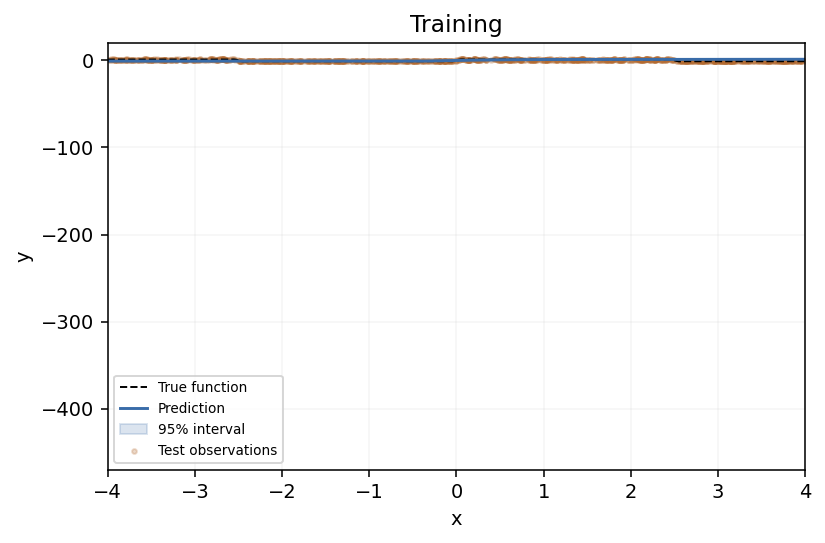 Training
y
0
−100
−200
−300
−400
True function
Prediction
95% interval
Test observations
−4 −3 −2 −1 0 1 2 3 4
x